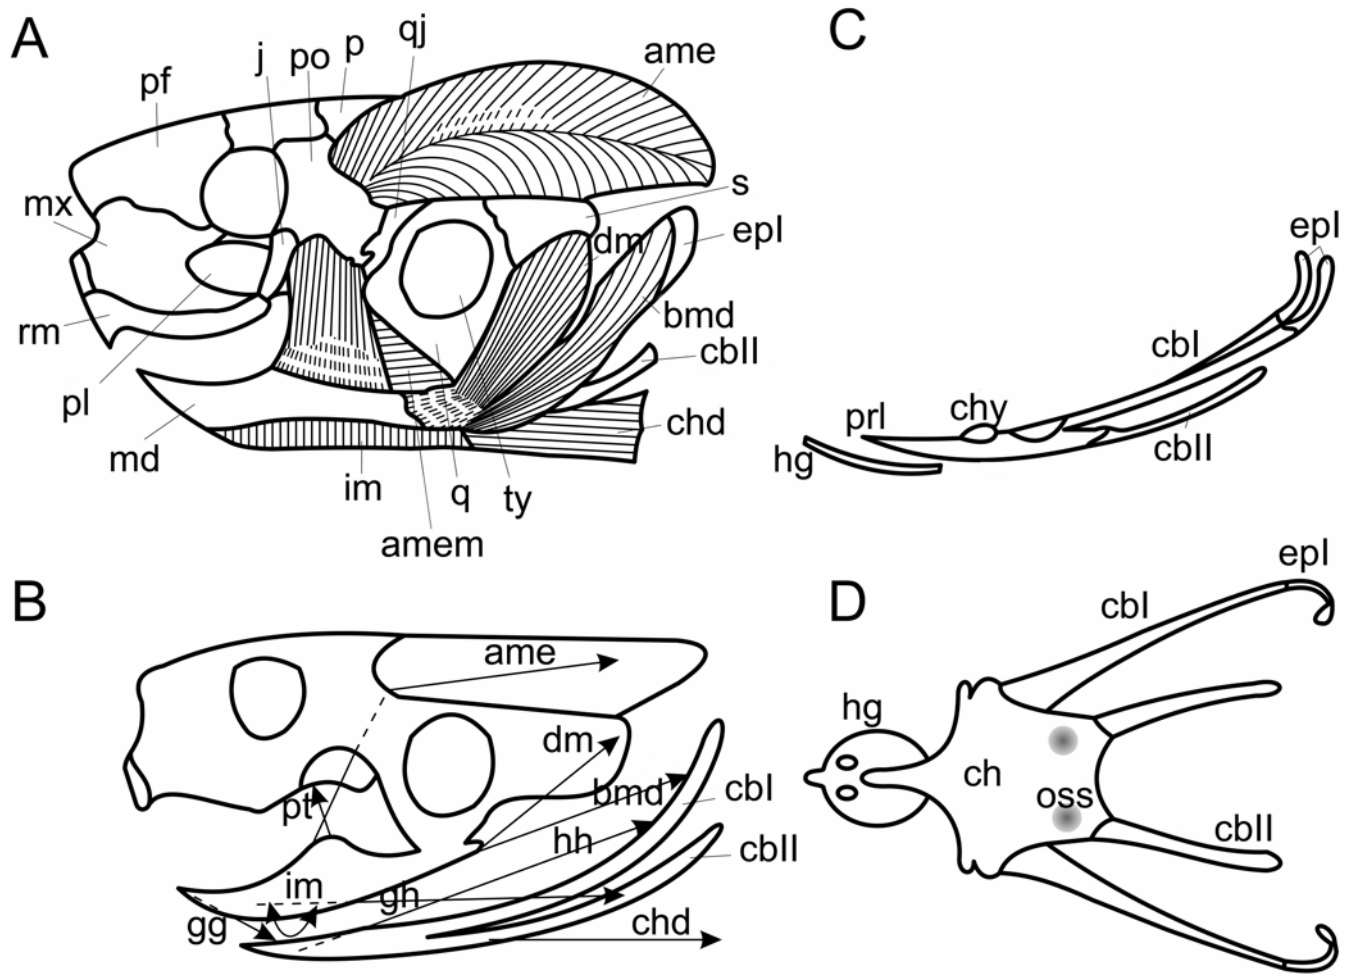 A
pf
j
po
p
qj
ame
mx
s
epI
dm
rm
bmd
cbII
pl
chd
md
im
q
ty
amem
C
epI
cbI
chy
prI
cbII
hg
B
ame
dm
bmd
cbI
pt
hh
cbII
im
gh
gg
chd
D
epI
cbI
hg
ch
oss
cbII